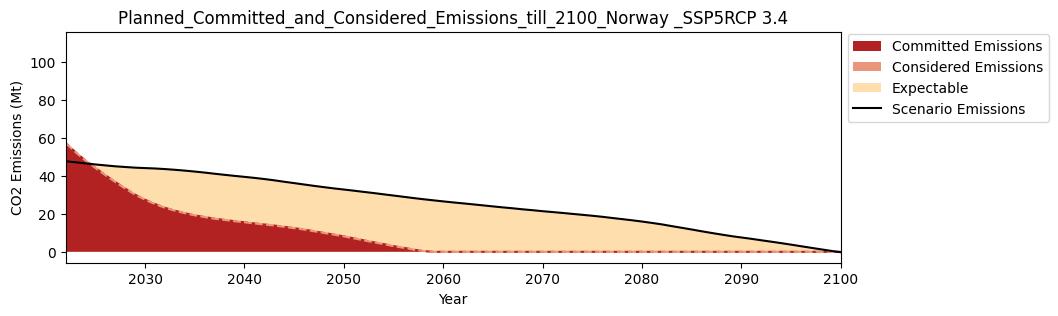 Planned_Committed_and_Considered_Emissions_till_2100_Norway _SSP5RCP 3.4
Committed Emissions
Considered Emissions
Expectable
Scenario Emissions
CO2 Emissions (Mt)
100
80
60
40
20
0
2030 2040 2050 2060 2070 2080 2090 2100
Year